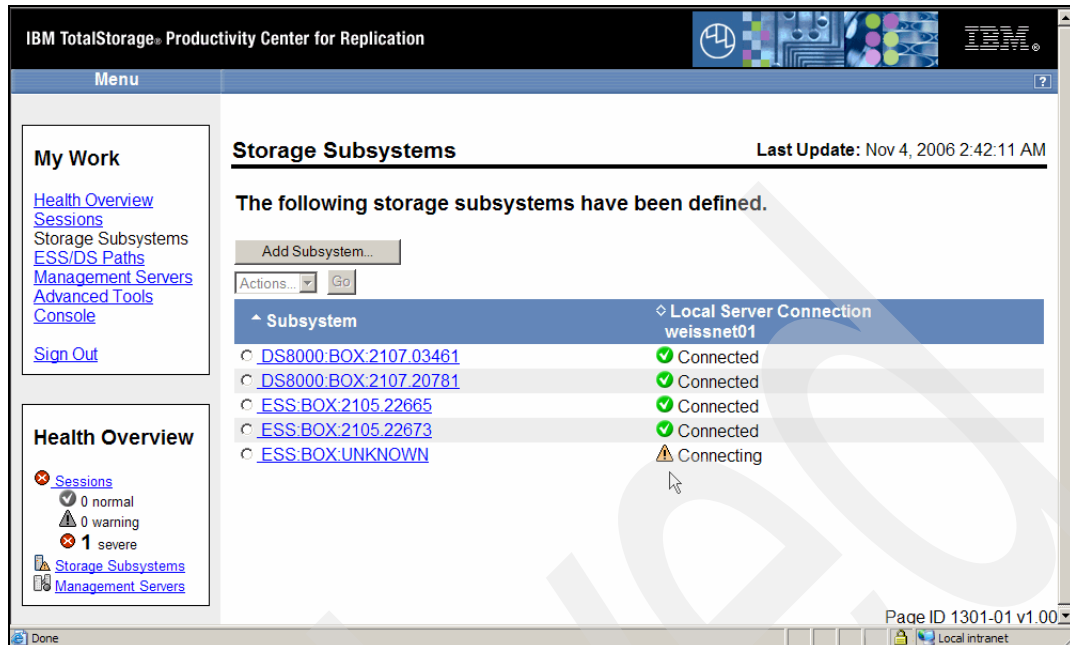 IBM TotalStorage® Productivity Center for Replication
IBM®
Menu
?
My Work
Health Overview
Sessions
Storage Subsystems
ESS/DS Paths
Management Servers
Advanced Tools
Console
Sign Out
Health Overview
Sessions
0 normal
0 warning
1 severe
Storage Subsystems
Management Servers
Storage Subsystems
Last Update: Nov 4, 2006 2:42:11 AM
The following storage subsystems have been defined.
Add Subsystem...
Actions... Go
Subsystem Local Server Connection
weissnet01
DS8000:BOX:2107.03461 Connected
DS8000:BOX:2107.20781 Connected
ESS:BOX:2105.22665 Connected
ESS:BOX:2105.22673 Connected
ESS:BOX:UNKNOWN Connecting
Page ID 1301-01 v1.00
Done
Local intranet